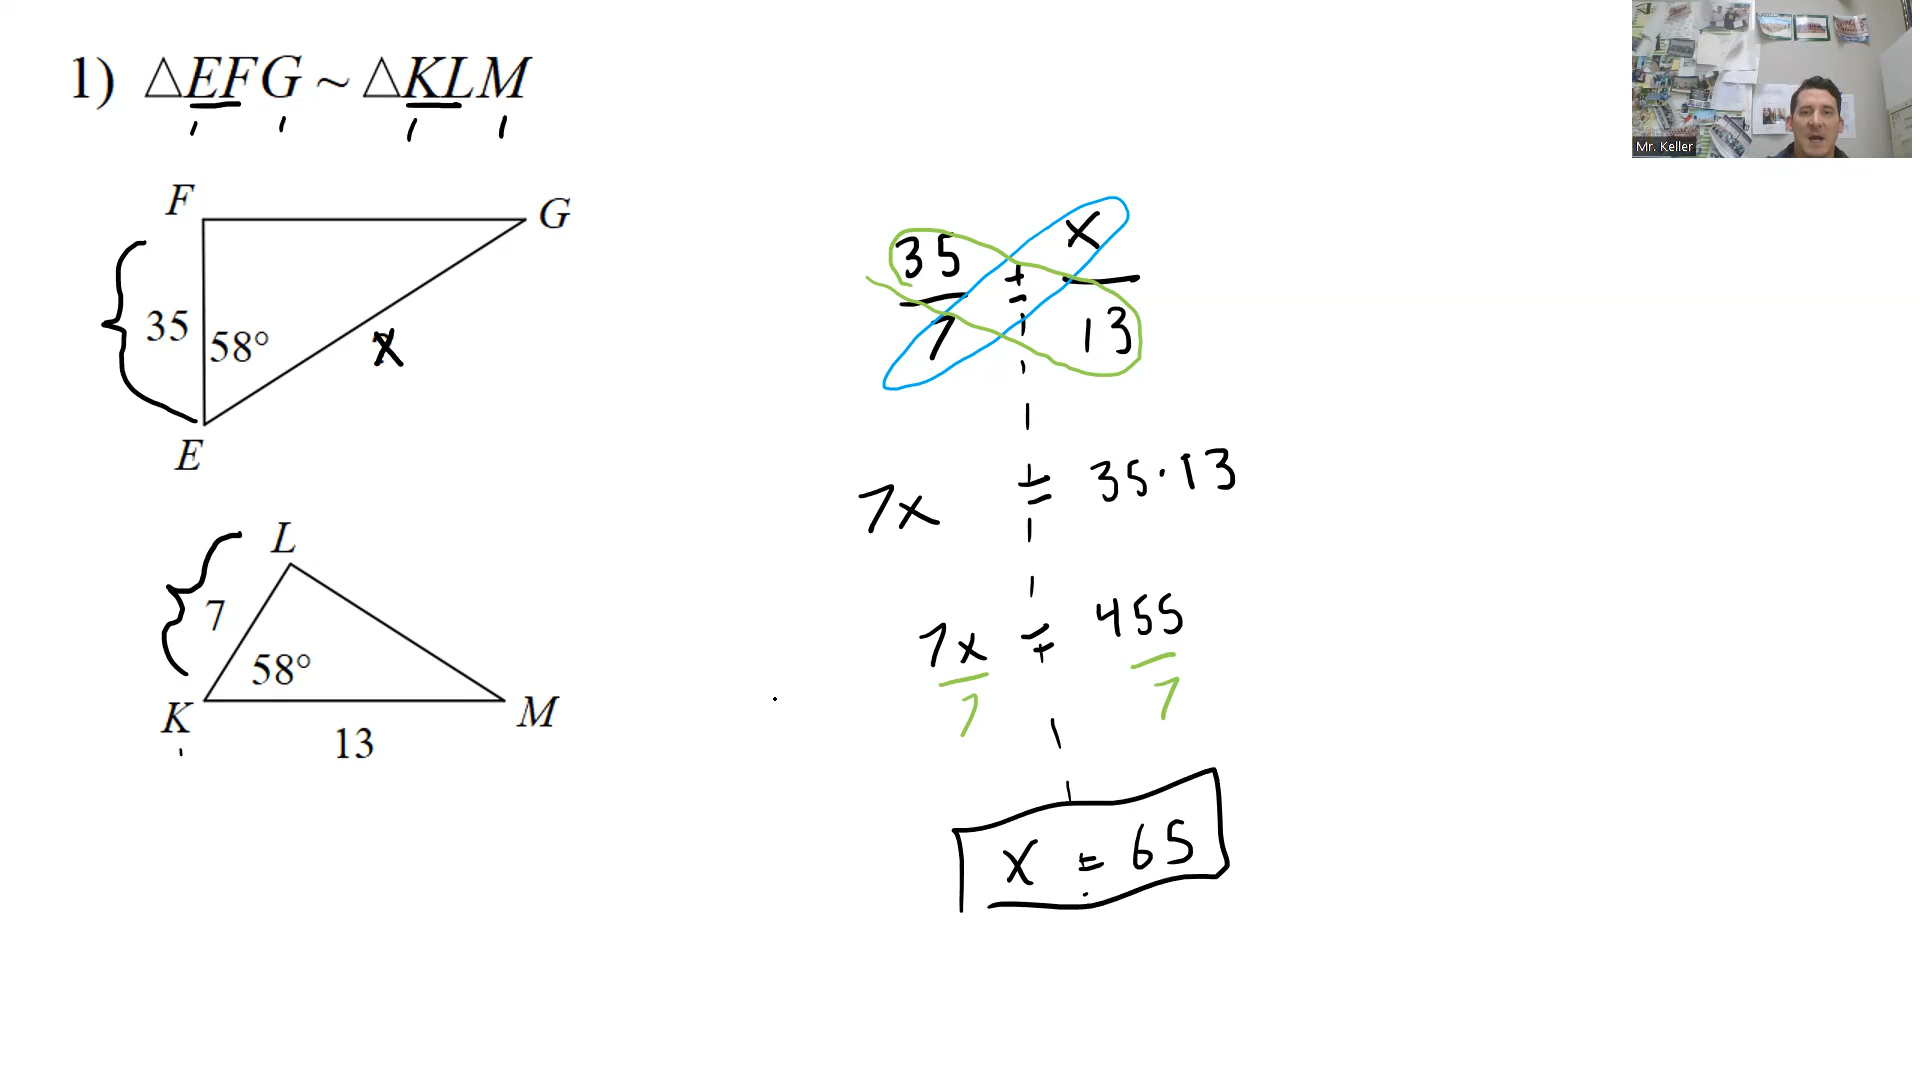 1) △EFG ~ △KLM
Mr. Keller
F
G
35
58°
x
E
L
7
58°
K
M
13
35/7 = x/13
7x = 35·13
7x/7 = 455/7
x = 65